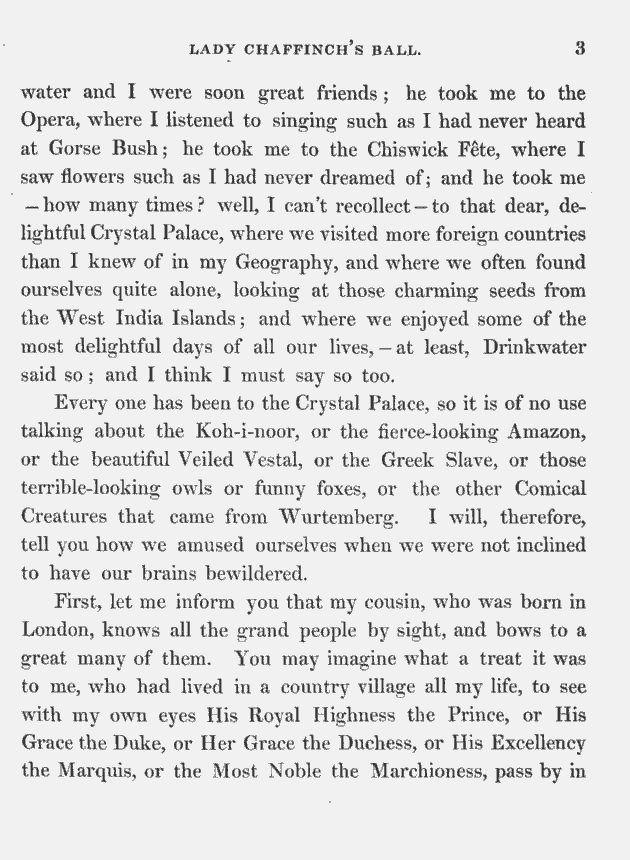 LADY CHAFFINCH'S BALL. 3
water and I were soon great friends; he took me to the
Opera, where I listened to singing such as I had never heard
at Gorse Bush; he took me to the Chiswick Fête, where I
saw flowers such as I had never dreamed of; and he took me
—how many times? well, I can't recollect—to that dear, de-
lightful Crystal Palace, where we visited more foreign countries
than I knew of in my Geography, and where we often found
ourselves quite alone, looking at those charming seeds from
the West India Islands; and where we enjoyed some of the
most delightful days of all our lives,—at least, Drinkwater
said so; and I think I must say so too.
Every one has been to the Crystal Palace, so it is of no use
talking about the Koh-i-noor, or the fierce-looking Amazon,
or the beautiful Veiled Vestal, or the Greek Slave, or those
terrible-looking owls or funny foxes, or the other Comical
Creatures that came from Wurtemberg. I will, therefore,
tell you how we amused ourselves when we were not inclined
to have our brains bewildered.
First, let me inform you that my cousin, who was born in
London, knows all the grand people by sight, and bows to a
great many of them. You may imagine what a treat it was
to me, who had lived in a country village all my life, to see
with my own eyes His Royal Highness the Prince, or His
Grace the Duke, or Her Grace the Duchess, or His Excellency
the Marquis, or the Most Noble the Marchioness, pass by in